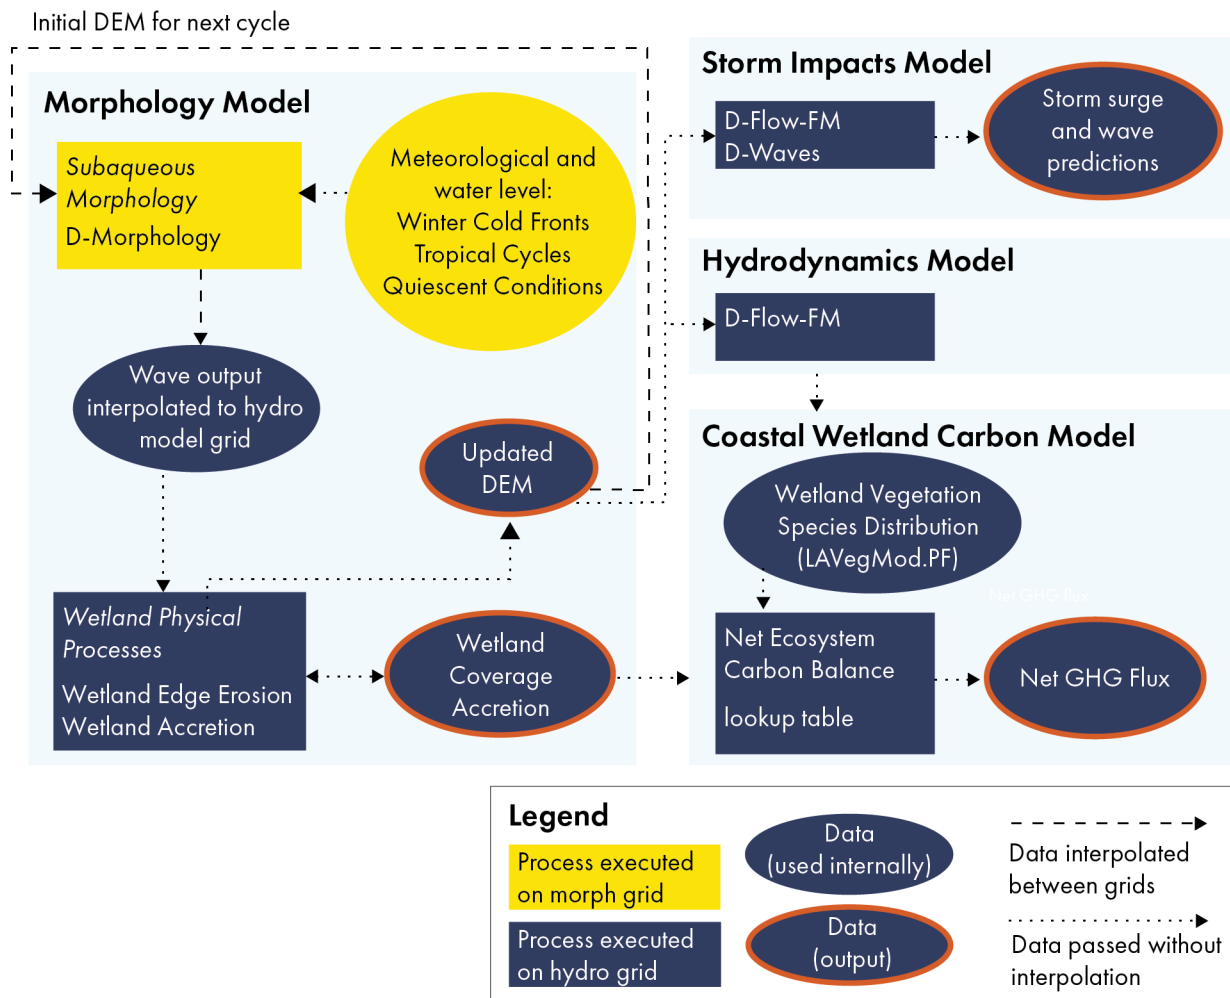 Initial DEM for next cycle
Morphology Model
Subaqueous
Morphology
D-Morphology
Meteorological and
water level:
Winter Cold Fronts
Tropical Cycles
Quiescent Conditions
Wave output
interpolated to hydro
model grid
Updated
DEM
Wetland Physical
Processes
Wetland Edge Erosion
Wetland Accretion
Wetland
Coverage
Accretion
Storm Impacts Model
D-Flow-FM
D-Waves
Storm surge
and wave
predictions
Hydrodynamics Model
D-Flow-FM
Coastal Wetland Carbon Model
Wetland Vegetation
Species Distribution
(LAVegMod.PF)
Net GHG flux
Net Ecosystem
Carbon Balance
lookup table
Net GHG Flux
Legend
Process executed
on morph grid
Process executed
on hydro grid
Data
(used internally)
Data
(output)
Data interpolated
between grids
Data passed without
interpolation